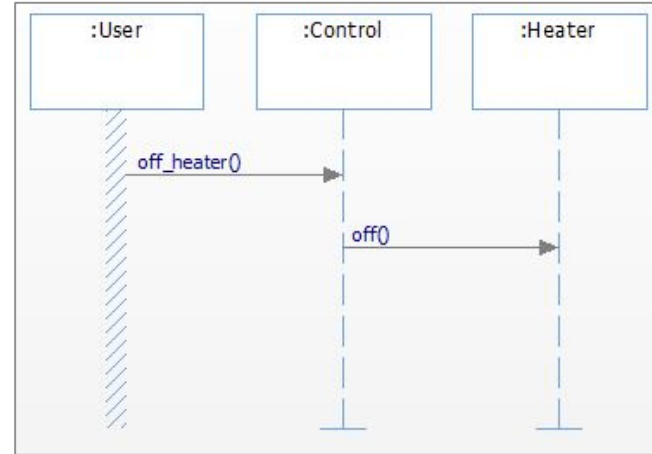 :User
:Control
:Heater
off_heater()
off()